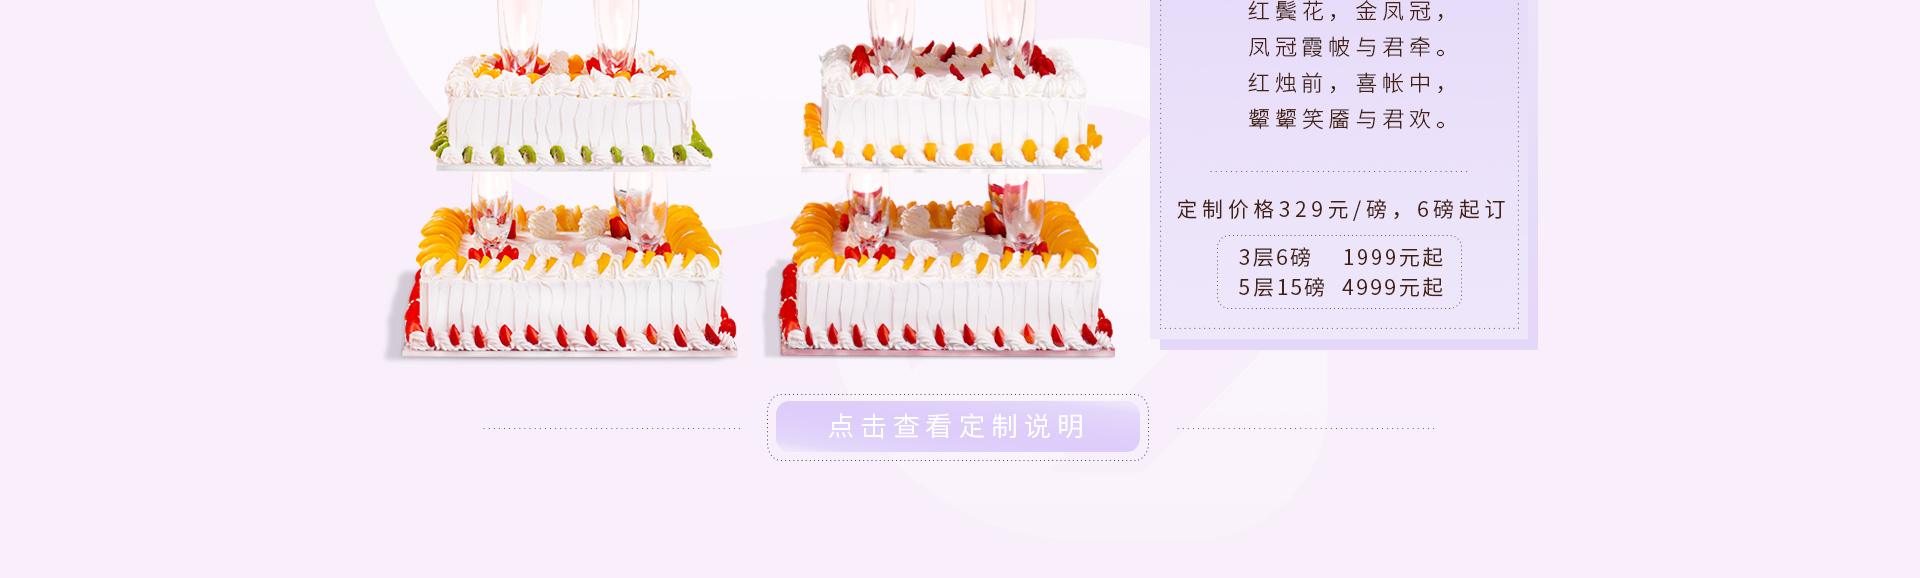 红鬓花，金凤冠，
凤冠霞帔与君牵。
红烛前，喜帐中，
颦颦笑靥与君欢。
定制价格329元/磅，6磅起订
3层6磅 1999元起
5层15磅 4999元起
点击查看定制说明